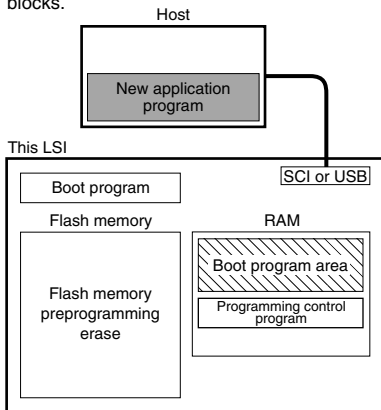 blocks.
Host
New application
program
This LSI
SCI or USB
Boot program
Flash memory
RAM
Boot program area
Flash memory
preprogramming
erase
Programming control
program